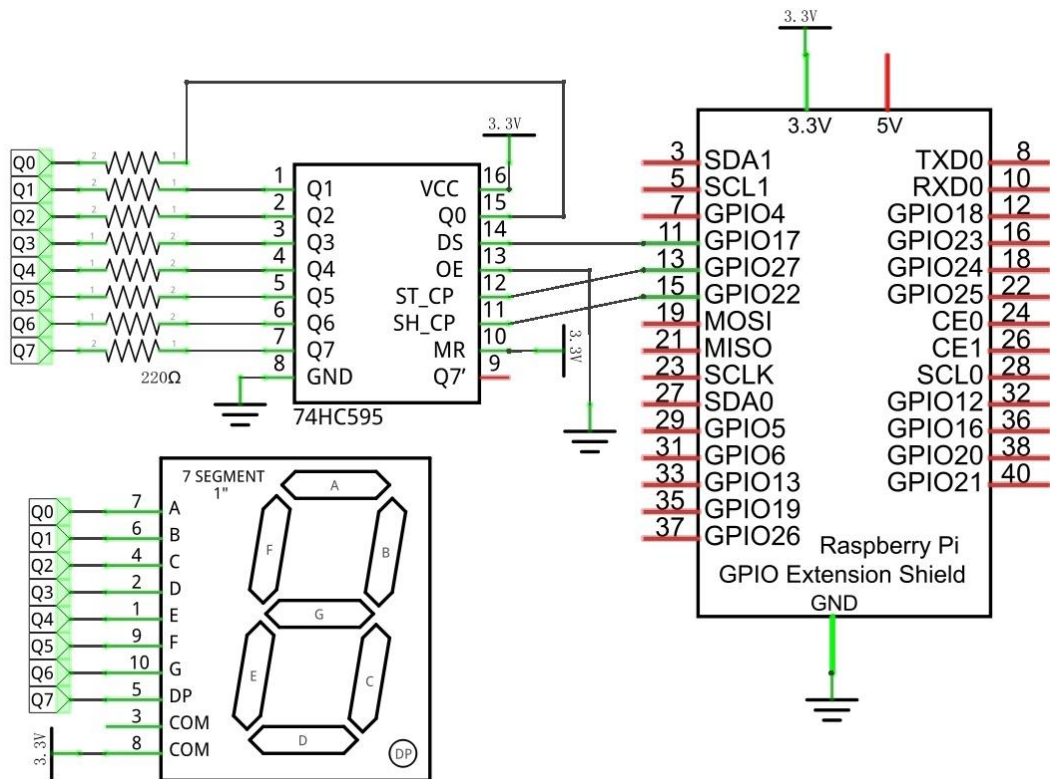 3.3V
3.3V 5V
3.3V
Q0 2 1
Q1 2 1 1 Q1 VCC 16
Q2 2 1 2 Q2 Q0 15
Q3 2 1 3 Q3 DS 14
Q4 1 2 4 Q4 OE 13
Q5 1 2 5 Q5 ST_CP 12
Q6 1 2 6 Q6 SH_CP 11
Q7 2 1 7 Q7 MR 10
3.3V
220Ω
8 GND Q7’ 9
74HC595
3 SDA1 TXD0 8
5 SCL1 RXD0 10
7 GPIO4 GPIO18 12
11 GPIO17 GPIO23 16
13 GPIO27 GPIO24 18
15 GPIO22 GPIO25 22
19 MOSI CE0 24
21 MISO CE1 26
23 SCLK SCL0 28
27 SDA0 GPIO12 32
29 GPIO5 GPIO16 36
31 GPIO6 GPIO20 38
33 GPIO13 GPIO21 40
35 GPIO19
37 GPIO26
Raspberry Pi
GPIO Extension Shield
GND
7 SEGMENT
1"
Q0 7 A
Q1 6 B
Q2 4 C
Q3 2 D
Q4 1 E
Q5 9 F
Q6 10 G
Q7 5 DP
3 COM
3.3V 8 COM
A
F B
G
E C
D
DP